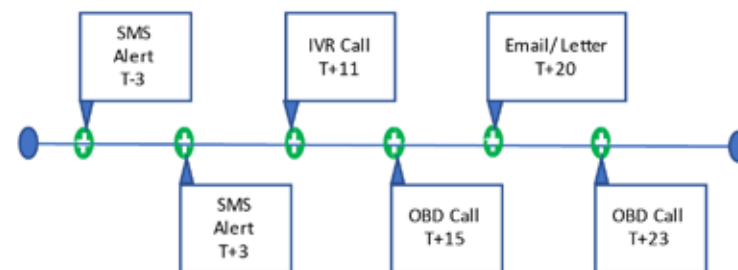 SMS
Alert
T-3
IVR Call
T+11
Email/ Letter
T+20
SMS
Alert
T+3
OBD Call
T+15
OBD Call
T+23